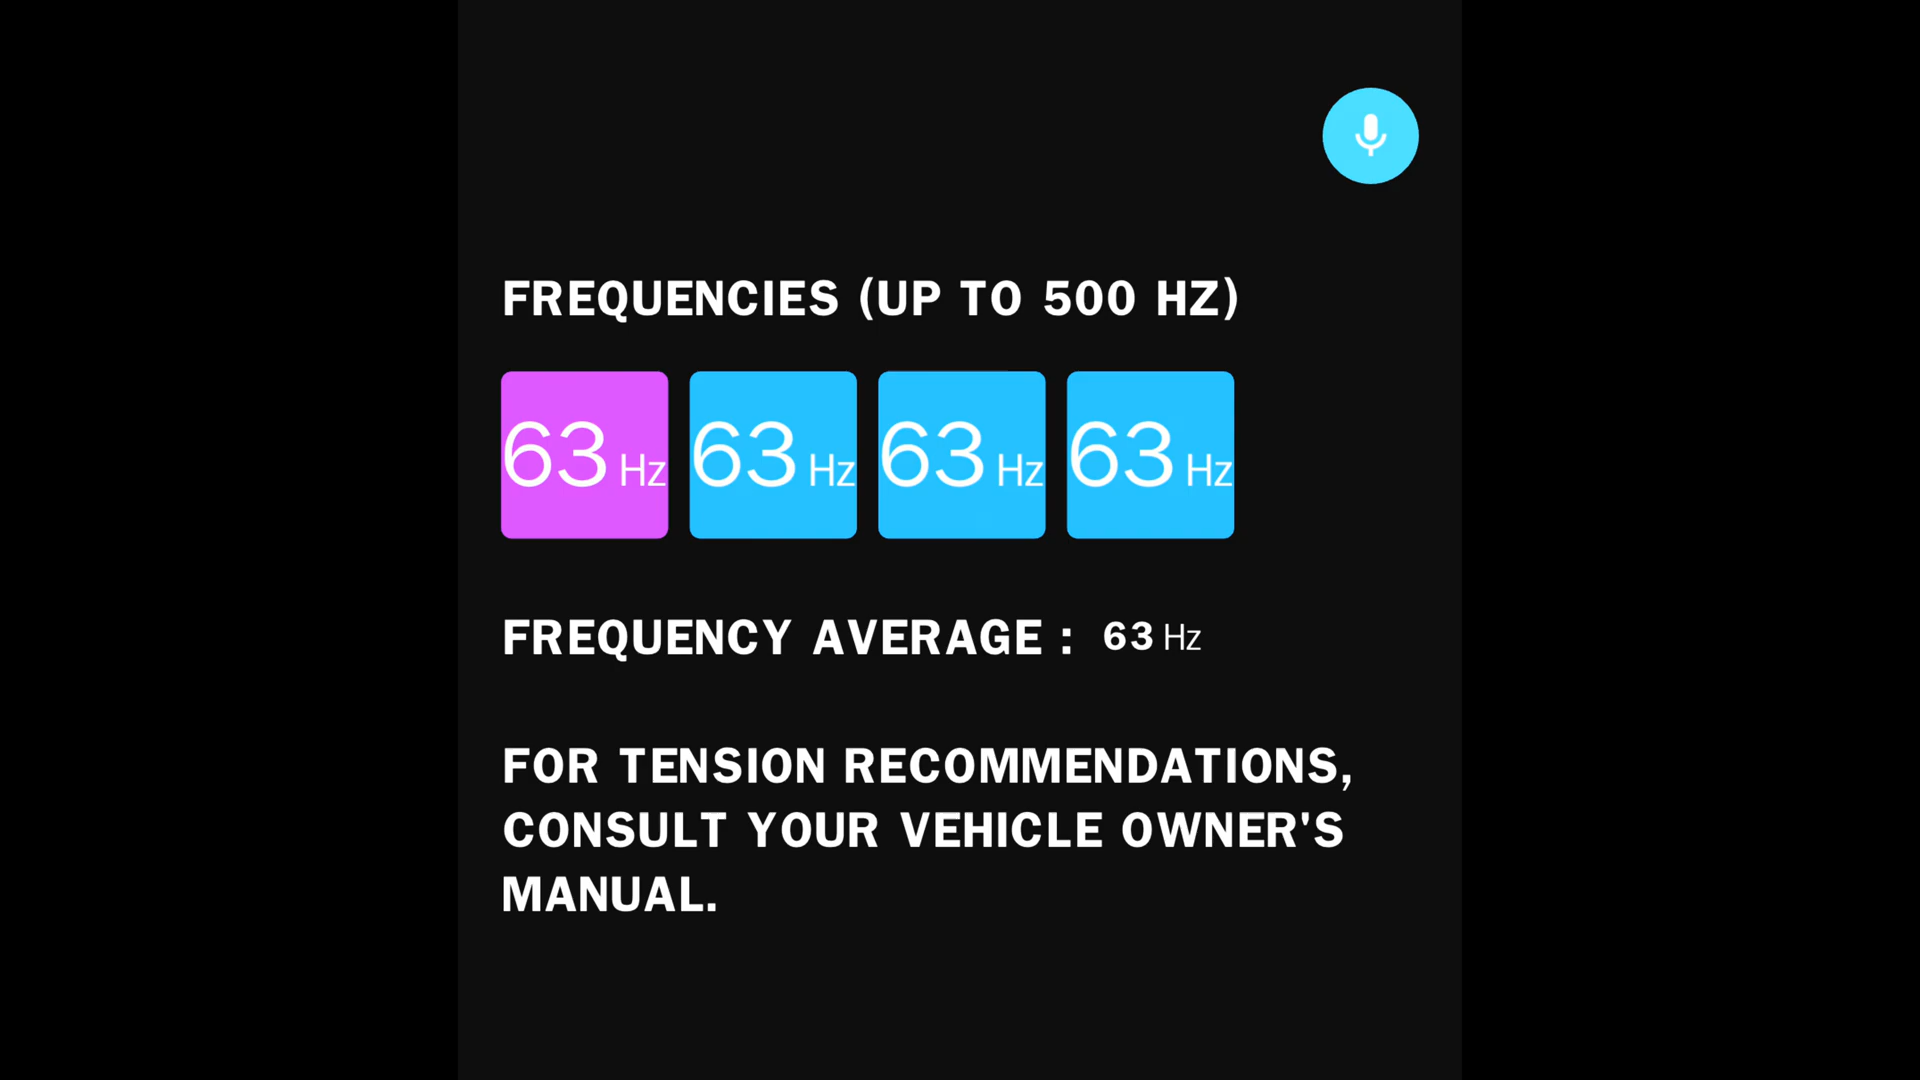 FREQUENCIES (UP TO 500 HZ)
63 Hz 63 Hz 63 Hz 63 Hz
FREQUENCY AVERAGE : 63 Hz
FOR TENSION RECOMMENDATIONS,
CONSULT YOUR VEHICLE OWNER'S
MANUAL.